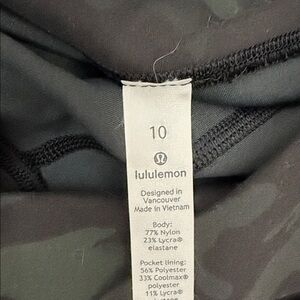 10
lululemon
Designed in
Vancouver
Made in Vietnam
Body:
77% Nylon
23% Lycra®
elastane
Pocket lining:
56% Polyester
33% Coolmax®
polyester
11% Lycra®